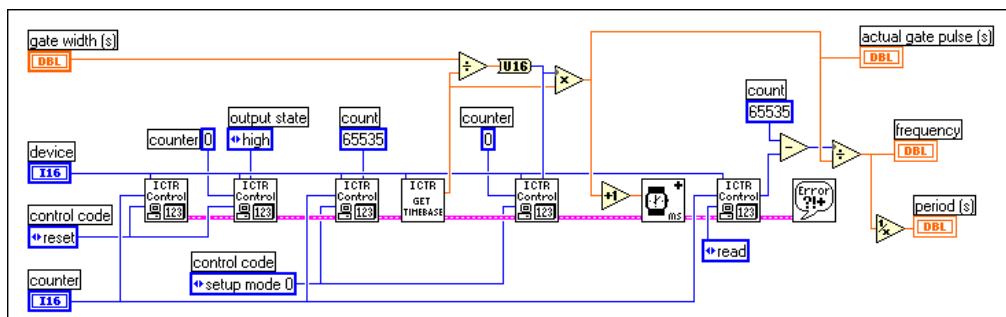 gate width (s)
DBL
actual gate pulse (s)
DBL
÷
U16
×
counter
0
output state
high
count
65535
counter
0
count
65535
−
÷
frequency
DBL
device
I16
ICTR
Control
123
ICTR
Control
123
ICTR
Control
123
ICTR
GET
TIMEBASE
ICTR
Control
123
+1
+
ms
ICTR
Control
123
Error
?!+
1/x
period (s)
DBL
control code
reset
control code
setup mode 0
read
counter
I16